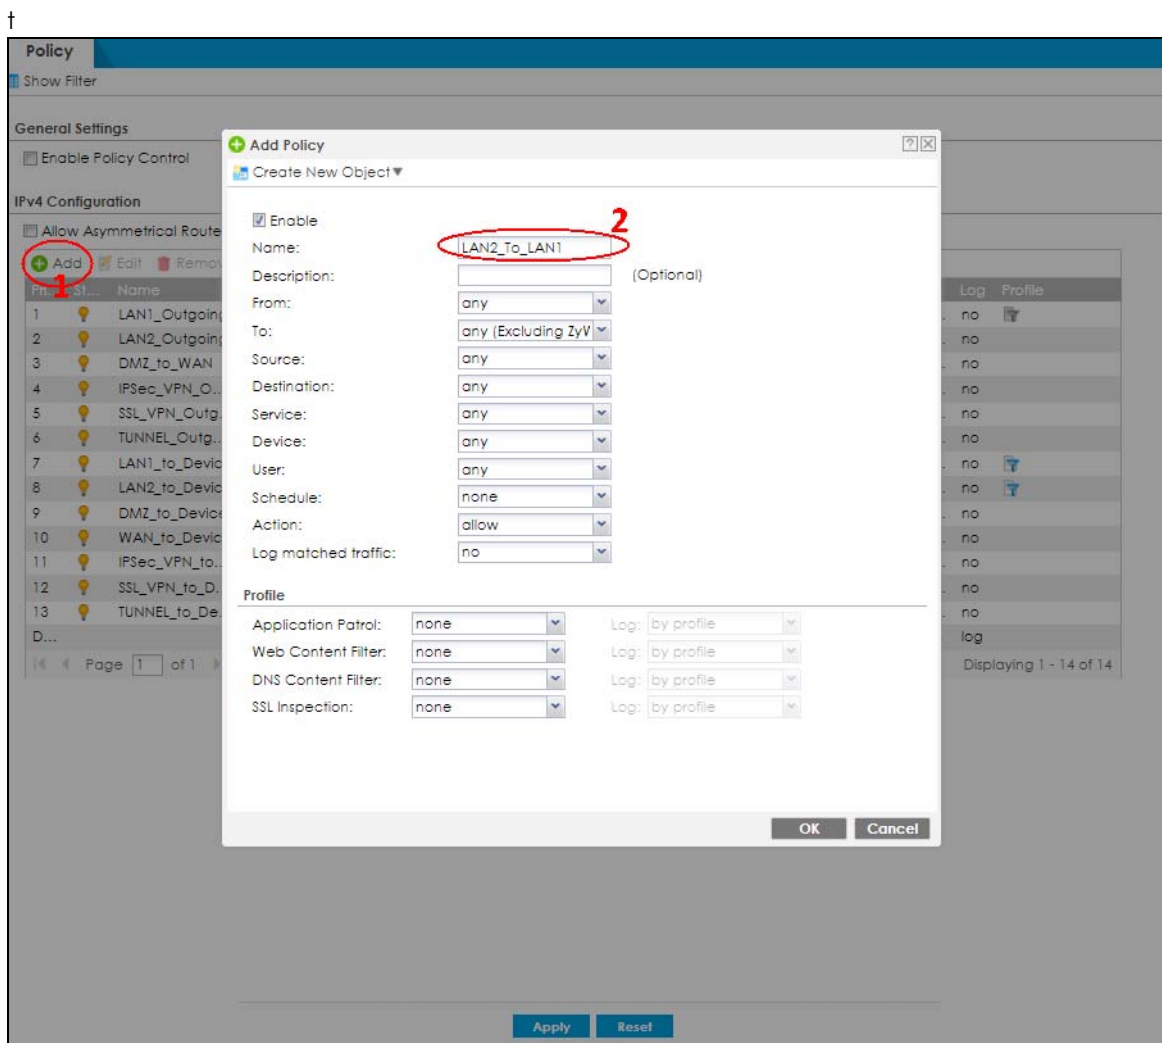 †
Policy
Show Filter
General Settings
Enable Policy Control
IPv4 Configuration
Allow Asymmetrical Route
Add Edit Remov
1
Pri... St... Name Log Profile
1 LAN1_Outgoing no
2 LAN2_Outgoing no
3 DMZ_to_WAN no
4 IPSec_VPN_O... no
5 SSL_VPN_Outg. no
6 TUNNEL_Outg.. no
7 LAN1_to_Devic no
8 LAN2_to_Devic no
9 DMZ_to_Device no
10 WAN_to_Devic no
11 IPSec_VPN_to.. no
12 SSL_VPN_to_D. no
13 TUNNEL_to_De. no
D... log
Page 1 of 1 Displaying 1 - 14 of 14
Add Policy
Create New Object
Enable
2
Name: LAN2_To_LAN1
Description: (Optional)
From: any
To: any (Excluding ZyW
Source: any
Destination: any
Service: any
Device: any
User: any
Schedule: none
Action: allow
Log matched traffic: no
Profile
Application Patrol: none Log: by profile
Web Content Filter: none Log: by profile
DNS Content Filter: none Log: by profile
SSL Inspection: none Log: by profile
OK Cancel
Apply Reset